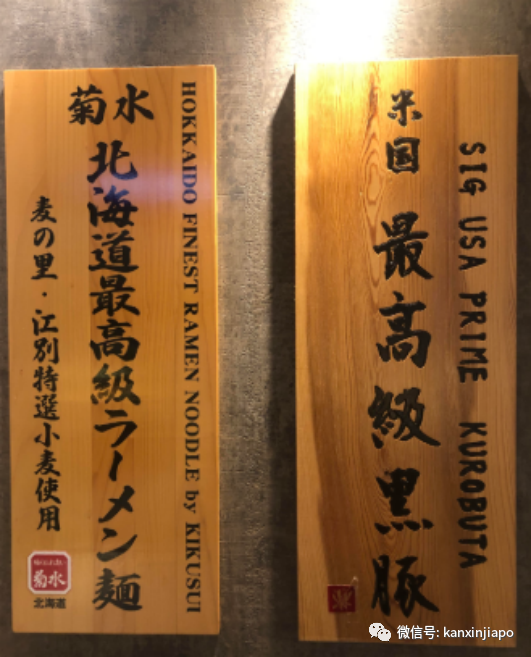 菊水
北海道最高級ラーメン麺
HOKKAIDO FINEST RAMEN NOODLE by KIKUSUI
麦の里・江別特選小麦使用
菊水
北海道
米国
最高級黒豚
SIG USA PRIME KUROBUTA
微信号: kanxinjiapo